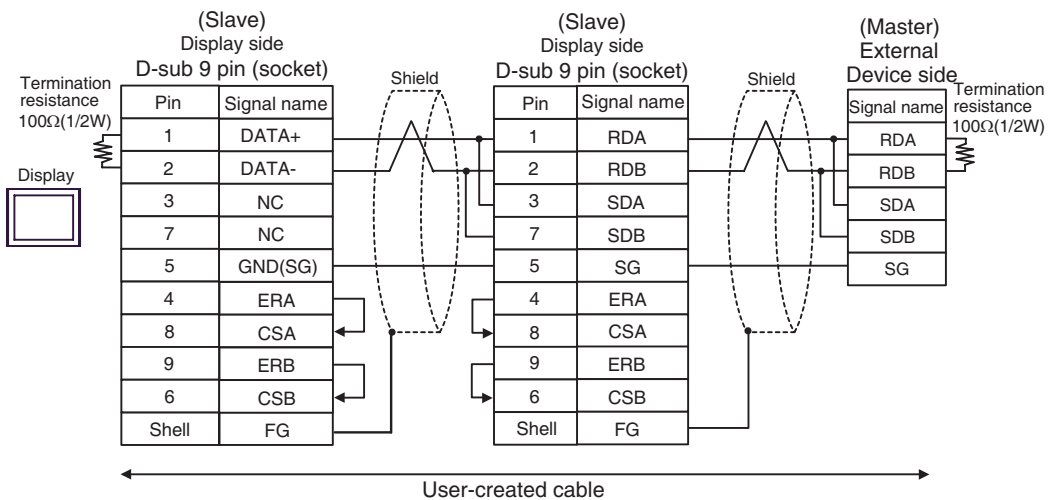 (Slave)
Display side
D-sub 9 pin (socket)
Termination
resistance
100Ω(1/2W)
Display
Pin Signal name
1 DATA+
2 DATA-
3 NC
7 NC
5 GND(SG)
4 ERA
8 CSA
9 ERB
6 CSB
Shell FG
Shield
(Slave)
Display side
D-sub 9 pin (socket)
Pin Signal name
1 RDA
2 RDB
3 SDA
7 SDB
5 SG
4 ERA
8 CSA
9 ERB
6 CSB
Shell FG
Shield
(Master)
External
Device side
Signal name
RDA
RDB
SDA
SDB
SG
Termination
resistance
100Ω(1/2W)
User-created cable